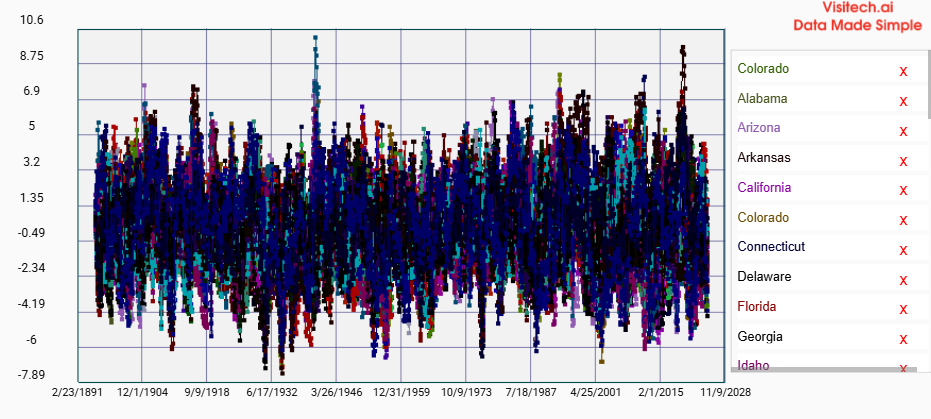 Visitech.ai
Data Made Simple
10.6
8.75
6.9
5
3.2
1.35
-0.49
-2.34
-4.19
-6
-7.89
2/23/1891 12/1/1904 9/9/1918 6/17/1932 3/26/1946 12/31/1959 10/9/1973 7/18/1987 4/25/2001 2/1/2015 11/9/2028
Colorado x
Alabama x
Arizona x
Arkansas x
California x
Colorado x
Connecticut x
Delaware x
Florida x
Georgia x
Idaho x